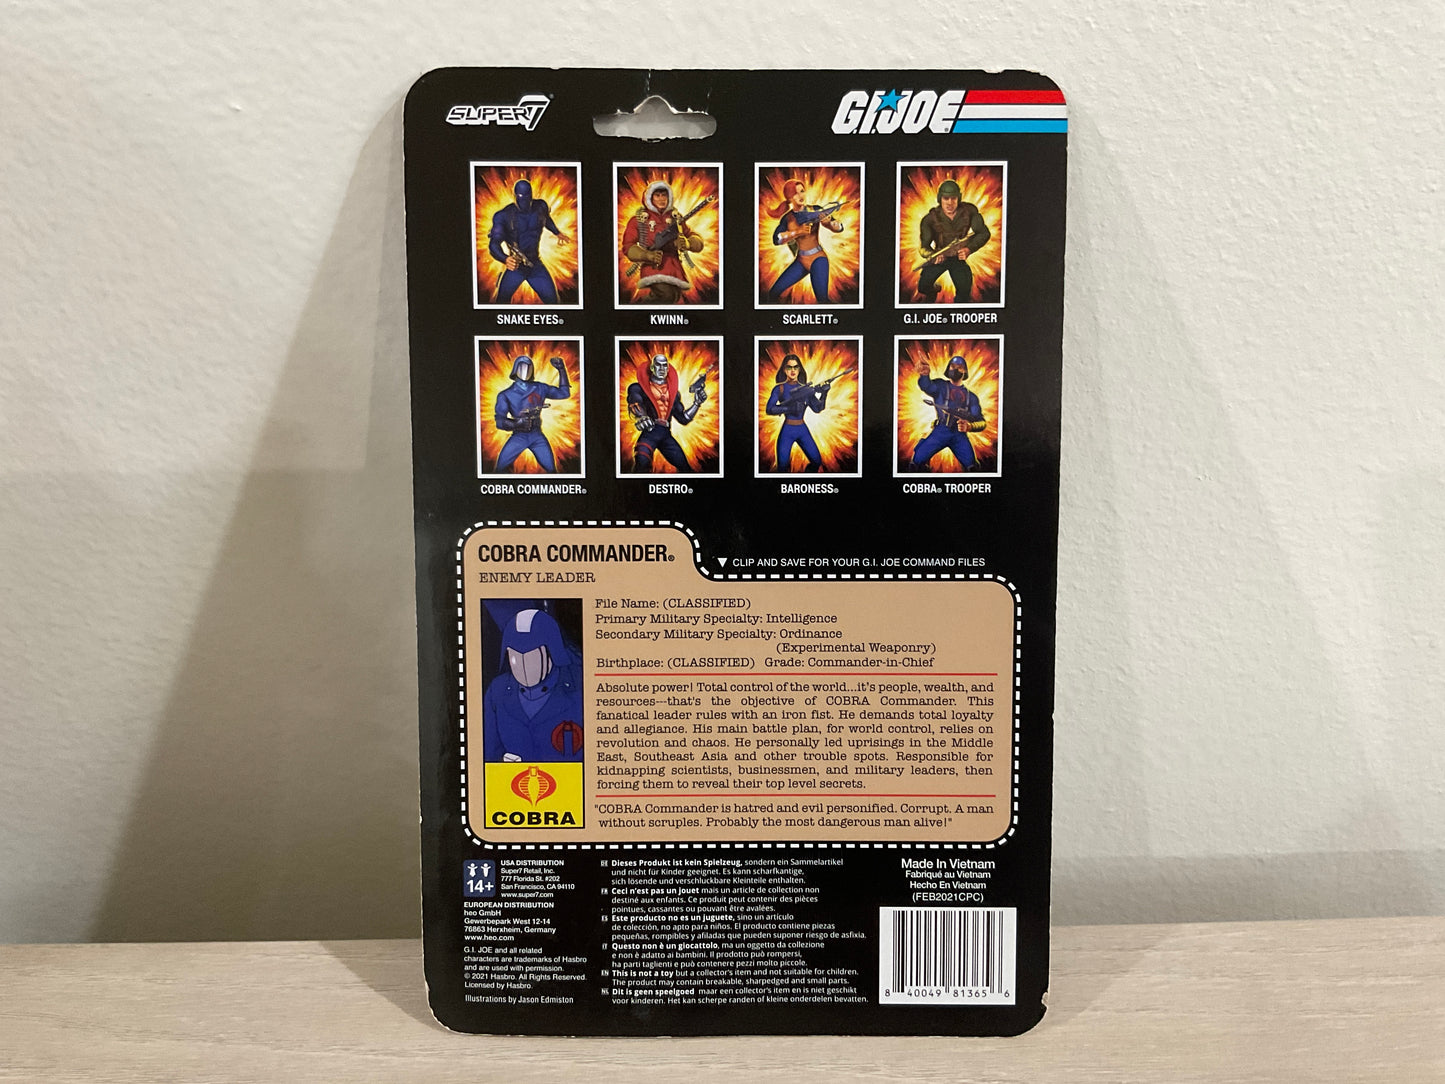 SUPER7
G.I.JOE
SNAKE EYES®
KWINN®
SCARLETT®
G.I. JOE® TROOPER
COBRA COMMANDER®
DESTRO®
BARONESS®
COBRA® TROOPER
COBRA COMMANDER®
ENEMY LEADER
▼ CLIP AND SAVE FOR YOUR G.I. JOE COMMAND FILES
File Name: (CLASSIFIED)
Primary Military Specialty: Intelligence
Secondary Military Specialty: Ordinance
(Experimental Weaponry)
Birthplace: (CLASSIFIED) Grade: Commander-in-Chief
Absolute power! Total control of the world...it's people, wealth, and
resources---that's the objective of COBRA Commander. This
fanatical leader rules with an iron fist. He demands total loyalty
and allegiance. His main battle plan, for world control, relies on
revolution and chaos. He personally led uprisings in the Middle
East, Southeast Asia and other trouble spots. Responsible for
kidnapping scientists, businessmen, and military leaders, then
forcing them to reveal their top level secrets.
"COBRA Commander is hatred and evil personified. Corrupt. A man
without scruples. Probably the most dangerous man alive!"
COBRA
14+
USA DISTRIBUTION
Super7 Retail, Inc.
777 Florida St. #202
San Francisco, CA 94110
www.super7.com
EUROPEAN DISTRIBUTION
heo GmbH
Gewerbepark West 12-14
76863 Herxheim, Germany
www.heo.com
G.I. JOE and all related
characters are trademarks of Hasbro
and are used with permission.
© 2021 Hasbro. All Rights Reserved.
Licensed by Hasbro.
Illustrations by Jason Edmiston
DE Dieses Produkt ist kein Spielzeug, sondern ein Sammelartikel
und nicht für Kinder geeignet. Es kann scharfkantige,
sich lösende und verschluckbare Kleinteile enthalten.
FR Ceci n'est pas un jouet mais un article de collection non
destiné aux enfants. Ce produit peut contenir des pièces
pointues, cassantes ou pouvant être avalées.
ES Este producto no es un juguete, sino un artículo
de colección, no apto para niños. El producto contiene piezas
pequeñas, rompibles y afiladas que pueden suponer riesgo de asfixia.
IT Questo non è un giocattolo, ma un oggetto da collezione
e non è adatto ai bambini. Il prodotto può rompersi,
ha parti taglienti e può contenere pezzi molto piccole.
EN This is not a toy but a collector's item and not suitable for children.
The product may contain breakable, sharpedged and small parts.
NL Dit is geen speelgoed maar een collector's item en is niet geschikt
voor kinderen. Het kan scherpe randen of kleine onderdelen bevatten.
Made In Vietnam
Fabriqué au Vietnam
Hecho En Vietnam
(FEB2021CPC)
8 40049 81365 6